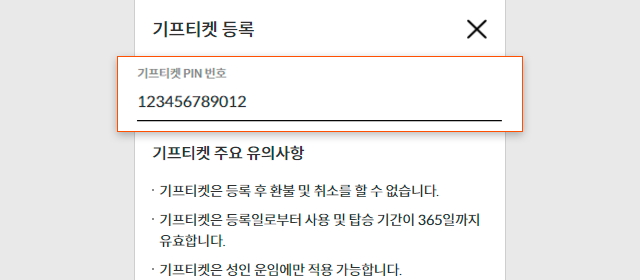 기프티켓 등록
기프티켓 PIN 번호
123456789012
기프티켓 주요 유의사항
· 기프티켓은 등록 후 환불 및 취소를 할 수 없습니다.
· 기프티켓은 등록일로부터 사용 및 탑승 기간이 365일까지
유효합니다.
· 기프티켓은 성인 운임에만 적용 가능합니다.